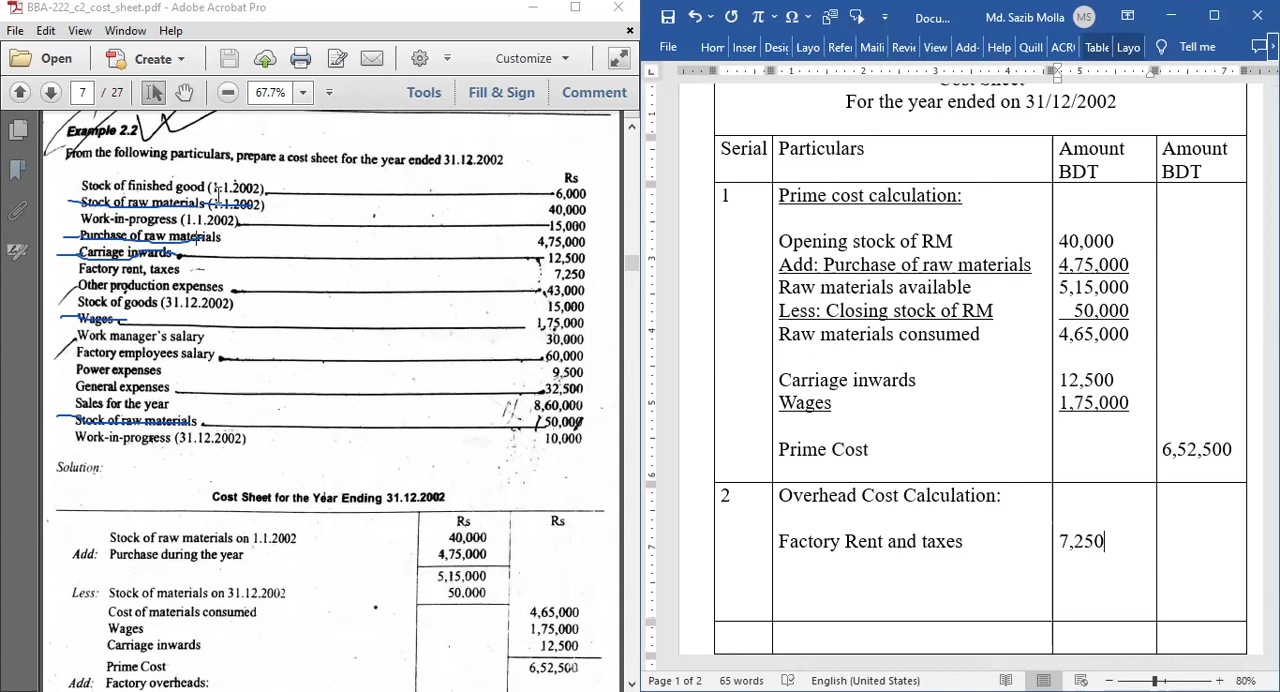 BBA-222_c2_cost_sheet.pdf - Adobe Acrobat Pro
File Edit View Window Help
Open Create Customize
7 / 27 67.7% Tools Fill & Sign Comment
Example 2.2
From the following particulars, prepare a cost sheet for the year ended 31.12.2002
Rs
Stock of finished good (1.1.2002) 6,000
Stock of raw materials (1.1.2002) 40,000
Work-in-progress (1.1.2002) 15,000
Purchase of raw materials 4,75,000
Carriage inwards 12,500
Factory rent, taxes 7,250
Other production expenses 43,000
Stock of goods (31.12.2002) 15,000
Wages 1,75,000
Work manager's salary 30,000
Factory employees salary 60,000
Power expenses 9,500
General expenses 32,500
Sales for the year 8,60,000
Stock of raw materials 50,000
Work-in-progress (31.12.2002) 10,000
Solution:
Cost Sheet for the Year Ending 31.12.2002
Rs Rs
Stock of raw materials on 1.1.2002 40,000
Add: Purchase during the year 4,75,000
5,15,000
Less: Stock of materials on 31.12.2002 50,000
Cost of materials consumed 4,65,000
Wages 1,75,000
Carriage inwards 12,500
Prime Cost 6,52,500
Add: Factory overheads:
Docu... Md. Sazib Molla MS
File Hom Inser Desig Layo Refer Maili Revie View Add- Help Quill ACR Table Layo Tell me
1 2 3 4 5 7
Cost Sheet
For the year ended on 31/12/2002
Serial Particulars Amount BDT Amount BDT
1 Prime cost calculation:
Opening stock of RM 40,000
Add: Purchase of raw materials 4,75,000
Raw materials available 5,15,000
Less: Closing stock of RM 50,000
Raw materials consumed 4,65,000
Carriage inwards 12,500
Wages 1,75,000
Prime Cost 6,52,500
2 Overhead Cost Calculation:
Factory Rent and taxes 7,250
Page 1 of 2 65 words English (United States) 80%